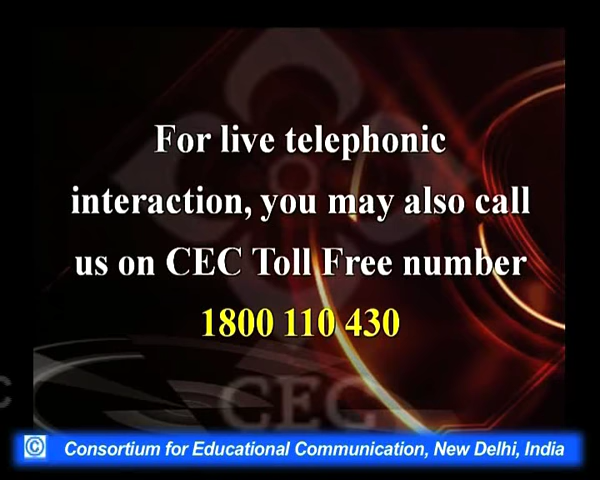 For live telephonic
interaction, you may also call
us on CEC Toll Free number
1800 110 430
CEC
© Consortium for Educational Communication, New Delhi, India